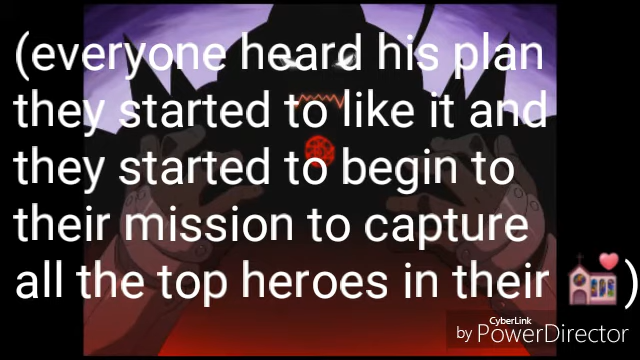 (everyone heard his plan
they started to like it and
they started to begin to
their mission to capture
all the top heroes in their 💒)
CyberLink
by PowerDirector